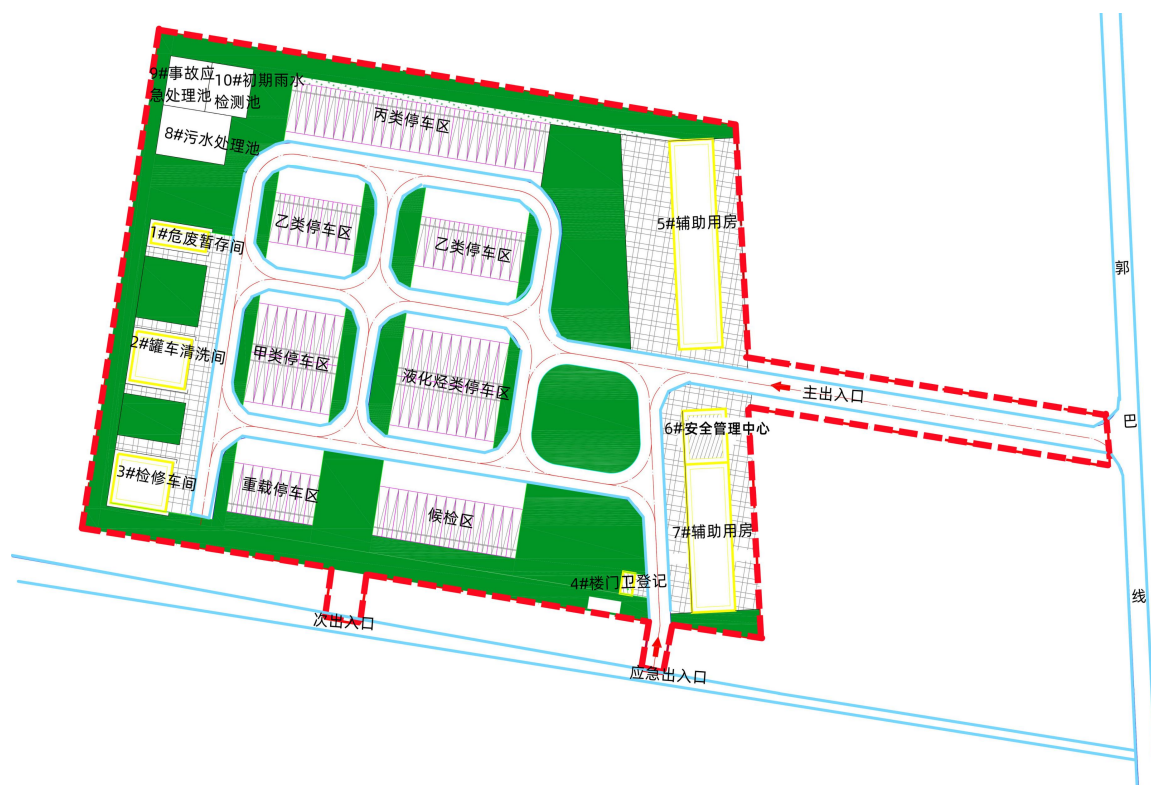 9#事故应
急处理池
10#初期雨水
检测池
8#污水处理池
丙类停车区
1#危废暂存间
乙类停车区
乙类停车区
5#辅助用房
郭
2#罐车清洗间
甲类停车区
液化烃类停车区
主出入口
巴
6#安全管理中心
3#检修车间
重载停车区
候检区
7#辅助用房
4#楼门卫登记
线
次出入口
应急出入口